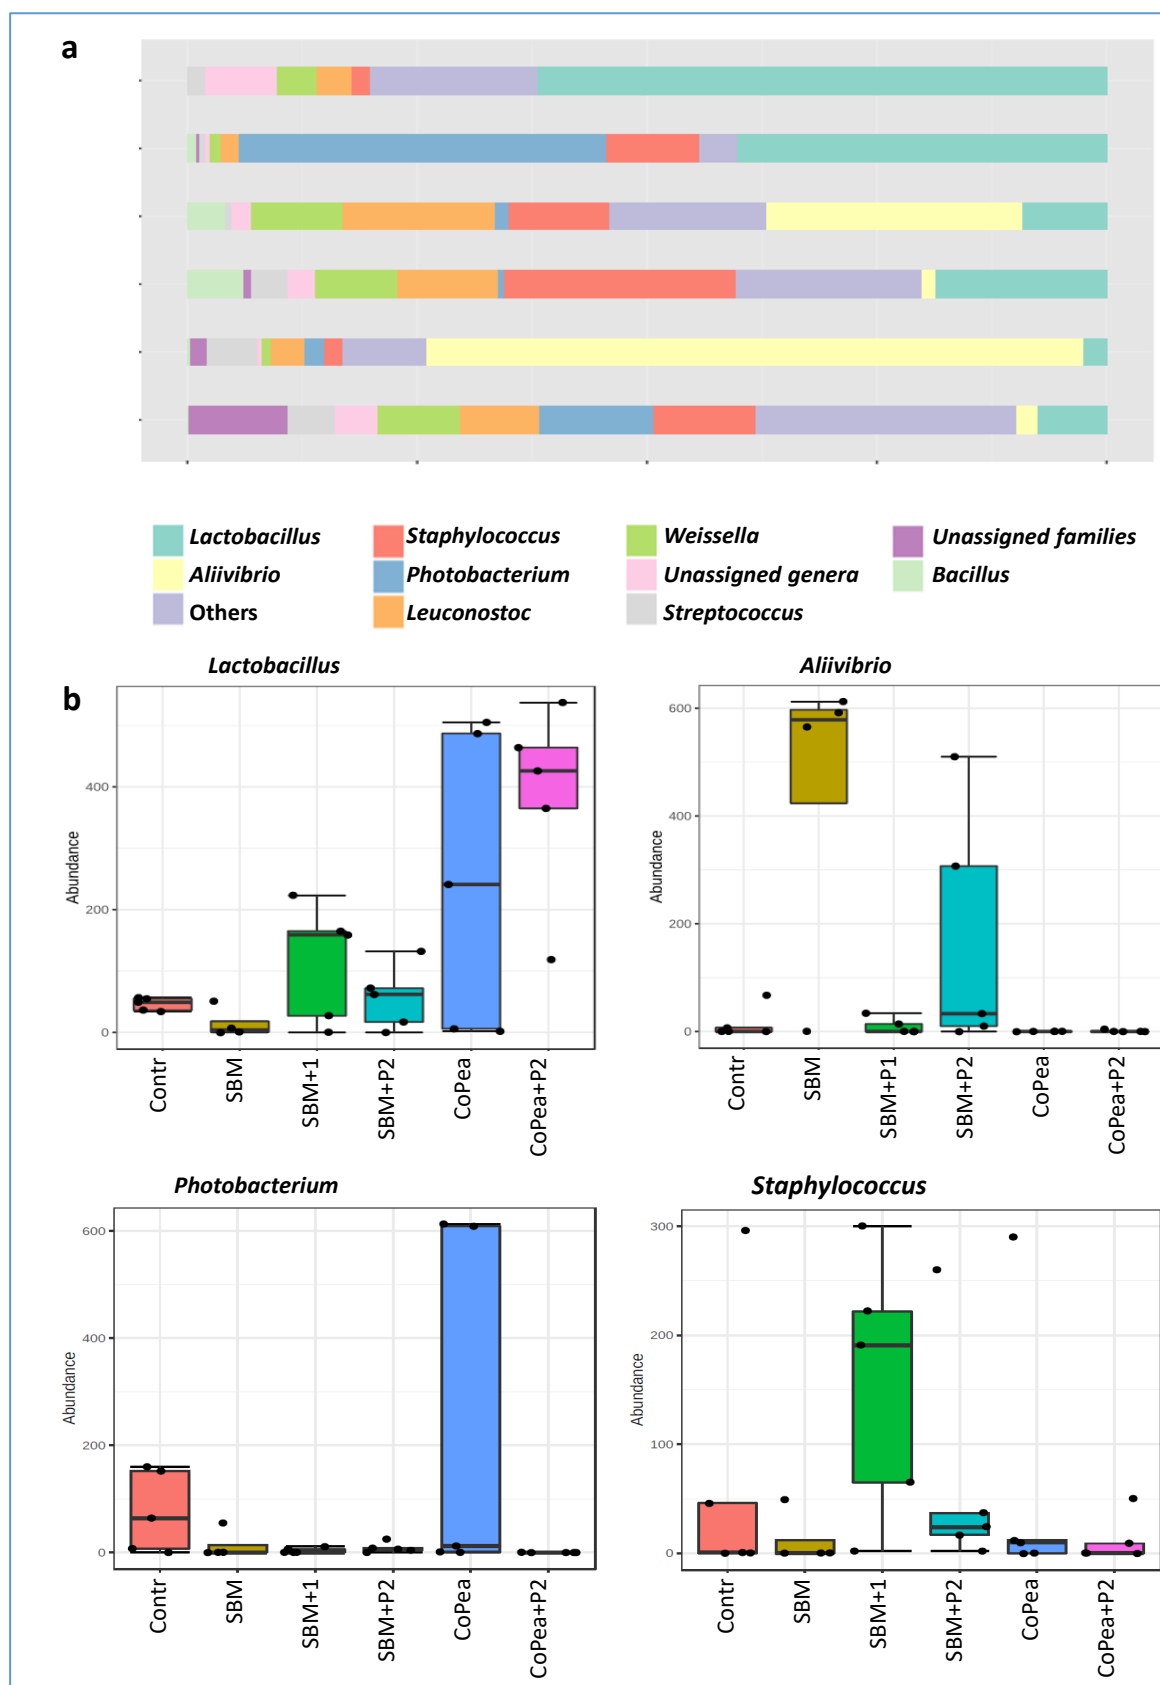 a
Lactobacillus
Staphylococcus
Weissella
Unassigned families
Aliivibrio
Photobacterium
Unassigned genera
Bacillus
Others
Leuconostoc
Streptococcus
b
Lactobacillus
Abundance
400
200
0
Contr
SBM
SBM+1
SBM+P2
CoPea
CoPea+P2
Aliivibrio
Abundance
600
400
200
0
Contr
SBM
SBM+P1
SBM+P2
CoPea
CoPea+P2
Photobacterium
Abundance
600
400
200
0
Contr
SBM
SBM+1
SBM+P2
CoPea
CoPea+P2
Staphylococcus
Abundance
300
200
100
0
Contr
SBM
SBM+1
SBM+P2
CoPea
CoPea+P2